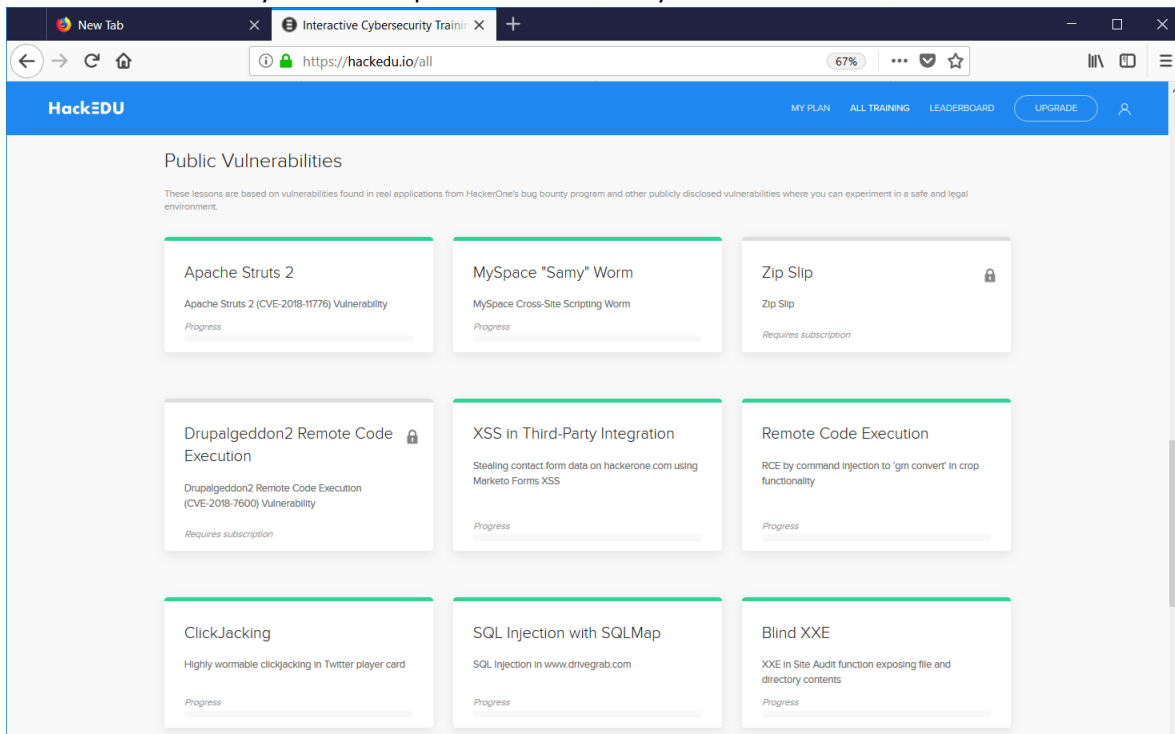 New Tab
Interactive Cybersecurity Trainin
https://hackedu.io/all
67%
HackEDU
MY PLAN ALL TRAINING LEADERBOARD UPGRADE
Public Vulnerabilities
These lessons are based on vulnerabilities found in real applications from HackerOne's bug bounty program and other publicly disclosed vulnerabilities where you can experiment in a safe and legal
environment.
Apache Struts 2
Apache Struts 2 (CVE-2018-11776) Vulnerability
Progress
MySpace "Samy" Worm
MySpace Cross-Site Scripting Worm
Progress
Zip Slip
Zip Slip
Requires subscription
Drupalgeddon2 Remote Code
Execution
Drupalgeddon2 Remote Code Execution
(CVE-2018-7600) Vulnerability
Requires subscription
XSS in Third-Party Integration
Stealing contact form data on hackerone.com using
Marketo Forms XSS
Progress
Remote Code Execution
RCE by command injection to 'gm convert' in crop
functionality
Progress
ClickJacking
Highly wormable clickjacking in Twitter player card
Progress
SQL Injection with SQLMap
SQL Injection in www.drivegrab.com
Progress
Blind XXE
XXE in Site Audit function exposing file and
directory contents
Progress